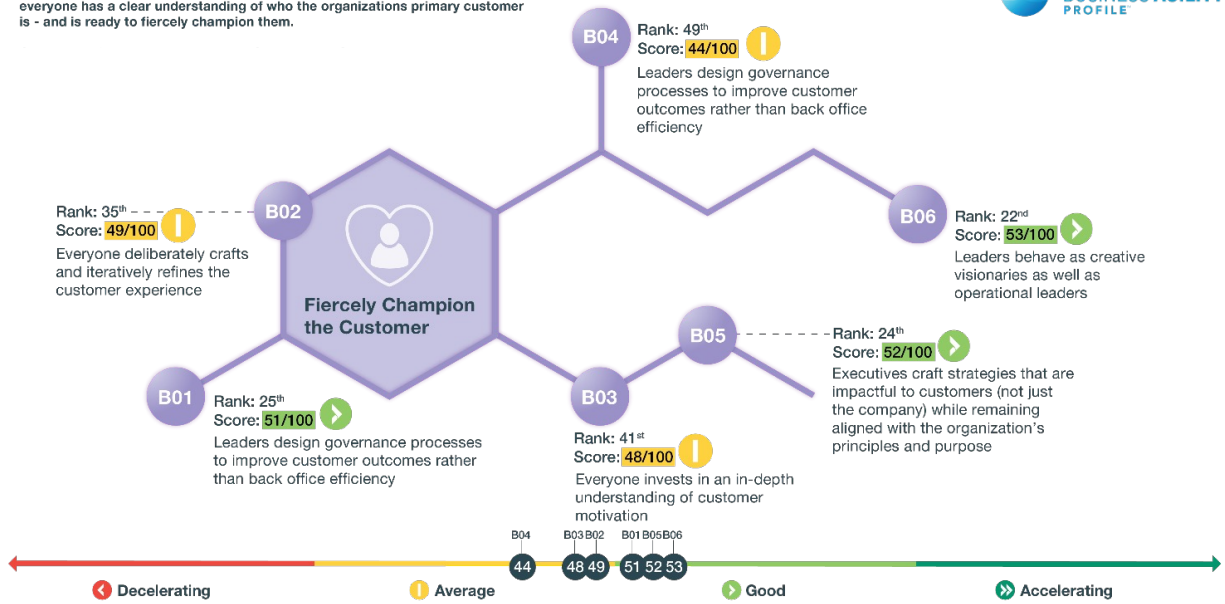 everyone has a clear understanding of who the organizations primary customer
is - and is ready to fiercely champion them.
PROFILE™
B04
Rank: 49th
Score: 44/100
Leaders design governance
processes to improve customer
outcomes rather than back office
efficiency
Rank: 35th
Score: 49/100
B02
Everyone deliberately crafts
and iteratively refines the
customer experience
Fiercely Champion
the Customer
B06
Rank: 22nd
Score: 53/100
Leaders behave as creative
visionaries as well as
operational leaders
B05
Rank: 24th
Score: 52/100
Executives craft strategies that are
impactful to customers (not just
the company) while remaining
aligned with the organization's
principles and purpose
B01
Rank: 25th
Score: 51/100
Leaders design governance processes
to improve customer outcomes rather
than back office efficiency
B03
Rank: 41st
Score: 48/100
Everyone invests in an in-depth
understanding of customer
motivation
B04 B03 B02 B01 B05 B06
44 48 49 51 52 53
Decelerating Average Good Accelerating